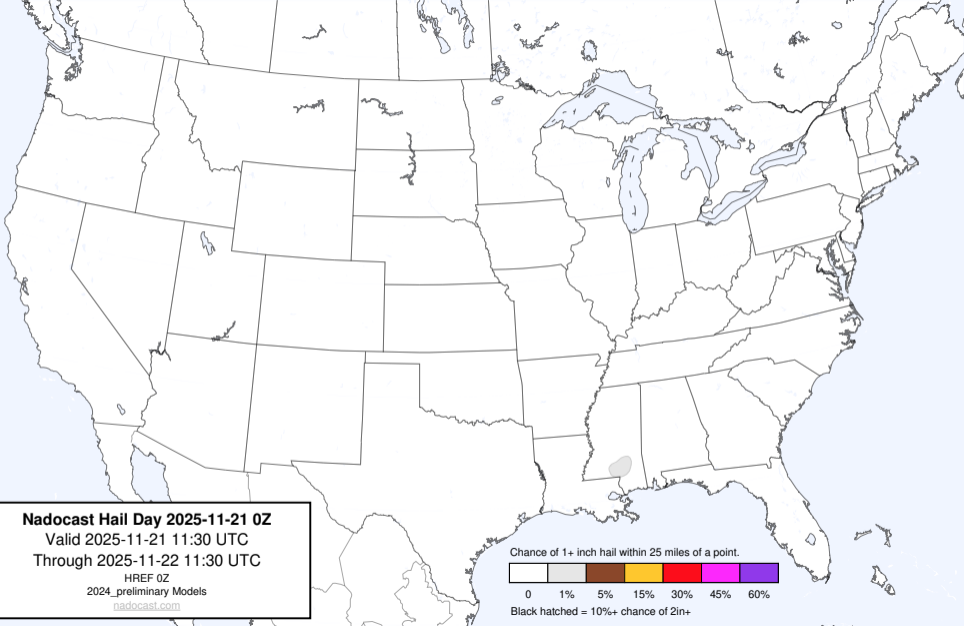 Nadocast Hail Day 2025-11-21 0Z
Valid 2025-11-21 11:30 UTC
Through 2025-11-22 11:30 UTC
HREF 0Z
2024_preliminary Models
nadocast.com
Chance of 1+ inch hail within 25 miles of a point.
0 1% 5% 15% 30% 45% 60%
Black hatched = 10%+ chance of 2in+